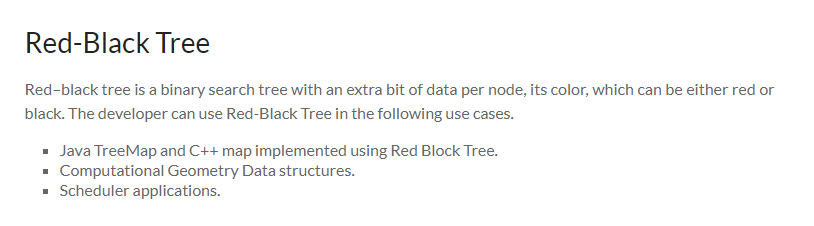 Red-Black Tree
Red–black tree is a binary search tree with an extra bit of data per node, its color, which can be either red or
black. The developer can use Red-Black Tree in the following use cases.
▪ Java TreeMap and C++ map implemented using Red Block Tree.
▪ Computational Geometry Data structures.
▪ Scheduler applications.